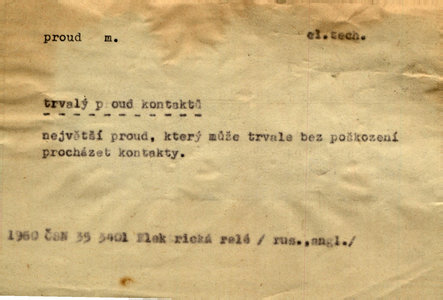 proud m. el.tech.
trvalý proud kontaktů
největší proud, který může trvale bez poškození
procházet kontakty.
1960 ČSN 35 3401 Elektrická relé / rus.,angl./